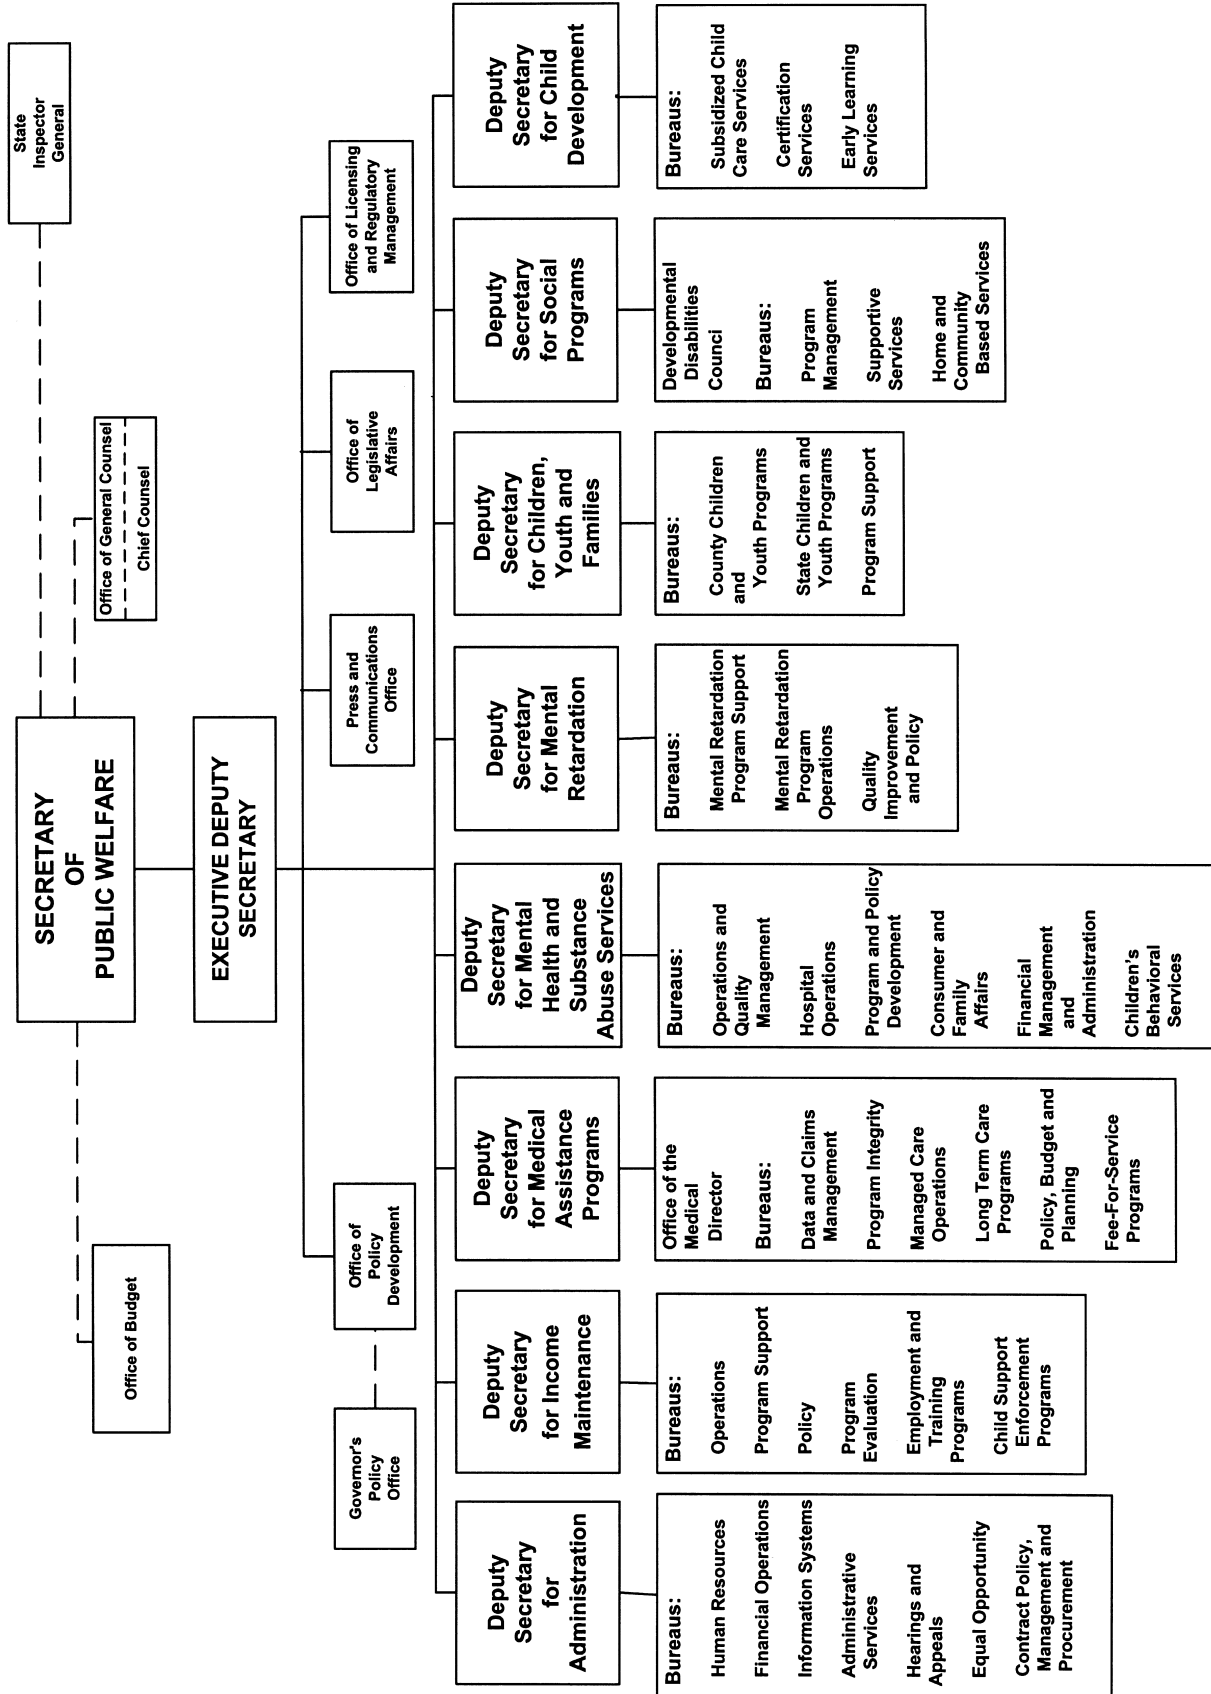 State
Inspector
General
Office of General Counsel
Chief Counsel
SECRETARY
OF
PUBLIC WELFARE
Office of Budget
EXECUTIVE DEPUTY
SECRETARY
Governor's
Policy
Office
Office of
Policy
Development
Press and
Communications
Office
Office of
Legislative
Affairs
Office of Licensing
and Regulatory
Management
Deputy
Secretary
for
Administration
Bureaus:
Human Resources
Financial Operations
Information Systems
Administrative
Services
Hearings and
Appeals
Equal Opportunity
Contract Policy,
Management and
Procurement
Deputy
Secretary
for Income
Maintenance
Bureaus:
Operations
Program Support
Policy
Program
Evaluation
Employment and
Training
Programs
Child Support
Enforcement
Programs
Deputy
Secretary
for Medical
Assistance
Programs
Office of the
Medical
Director
Bureaus:
Data and Claims
Management
Program Integrity
Managed Care
Operations
Long Term Care
Programs
Policy, Budget and
Planning
Fee-For-Service
Programs
Deputy
Secretary
for Mental
Health and
Substance
Abuse Services
Bureaus:
Operations and
Quality
Management
Hospital
Operations
Program and Policy
Development
Consumer and
Family
Affairs
Financial
Management
and
Administration
Children's
Behavioral
Services
Deputy
Secretary
for Mental
Retardation
Bureaus:
Mental Retardation
Program Support
Mental Retardation
Program
Operations
Quality
Improvement
and Policy
Deputy
Secretary
for Children,
Youth and
Families
Bureaus:
County Children
and
Youth Programs
State Children and
Youth Programs
Program Support
Deputy
Secretary
for Social
Programs
Developmental
Disabilities
Counci
Bureaus:
Program
Management
Supportive
Services
Home and
Community
Based Services
Deputy
Secretary
for Child
Development
Bureaus:
Subsidized Child
Care Services
Certification
Services
Early Learning
Services